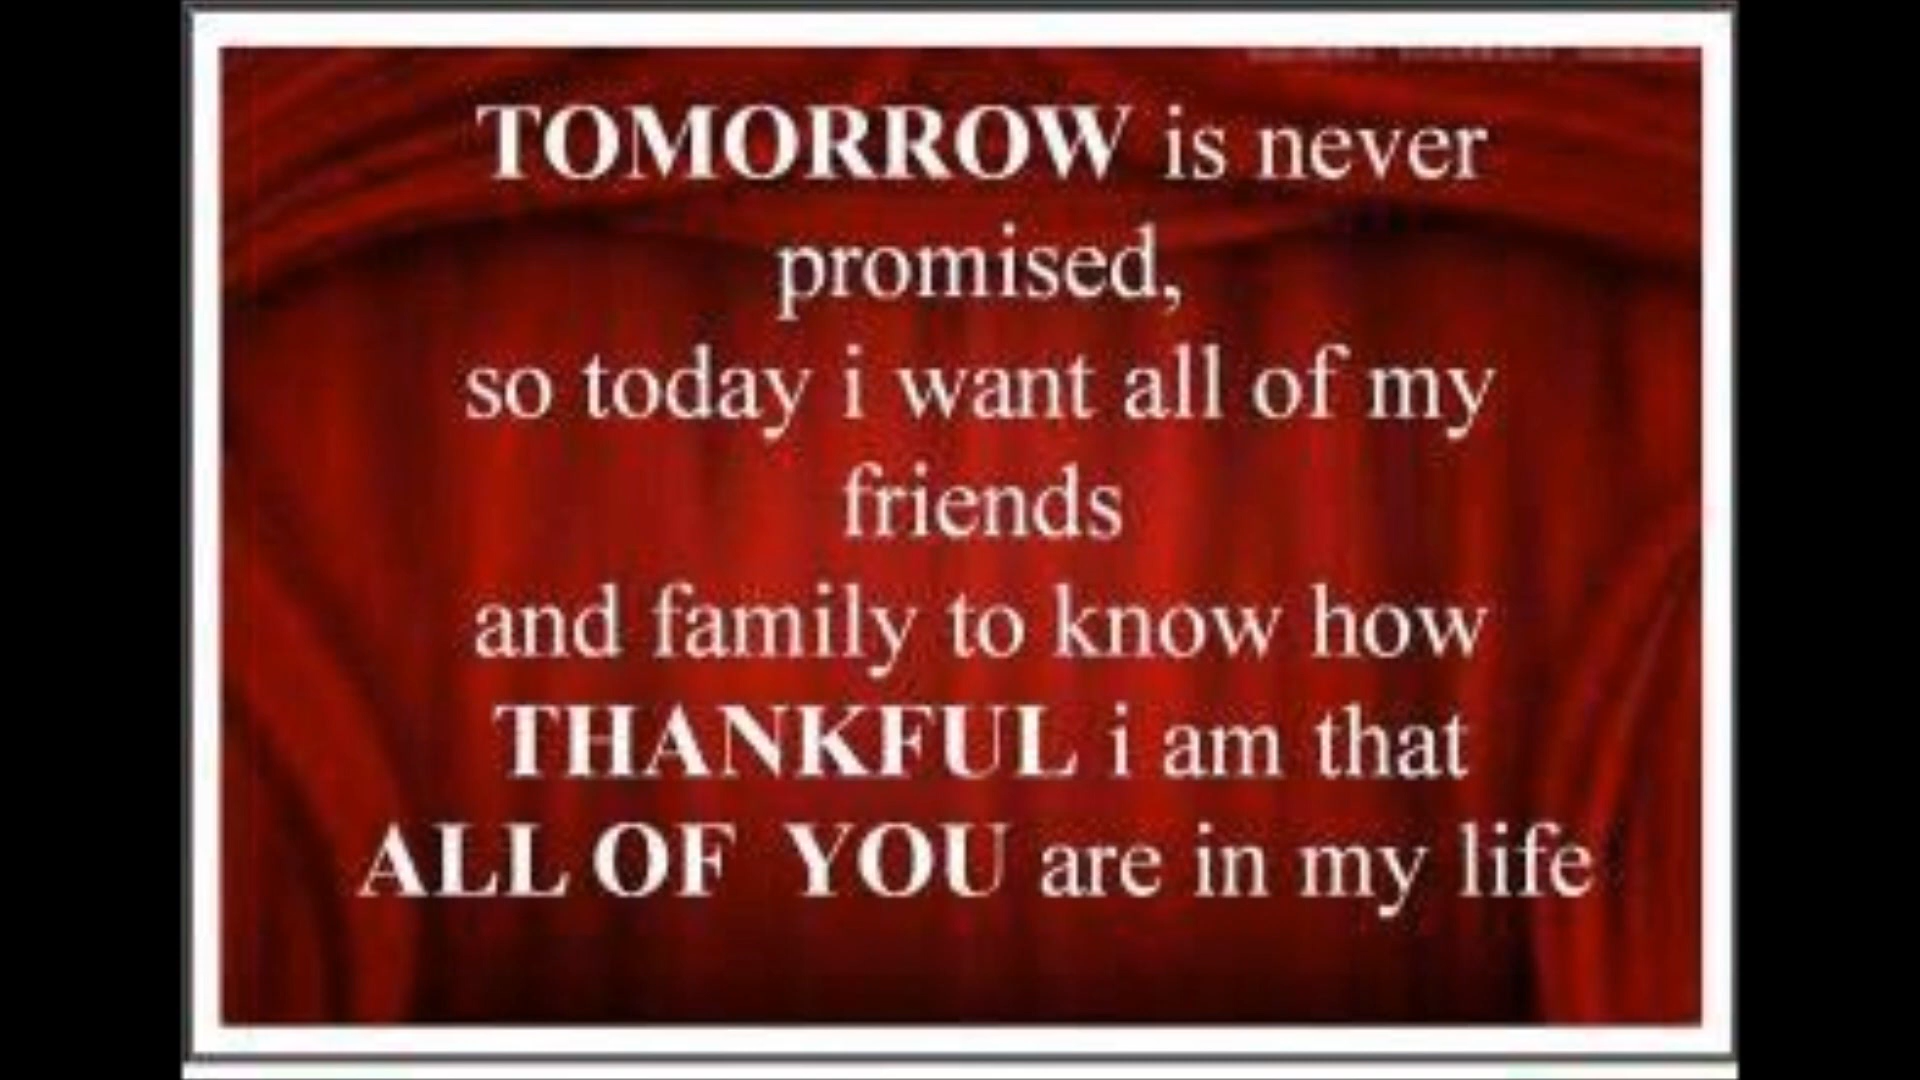 TOMORROW is never
promised,
so today i want all of my
friends
and family to know how
THANKFUL i am that
ALL OF YOU are in my life